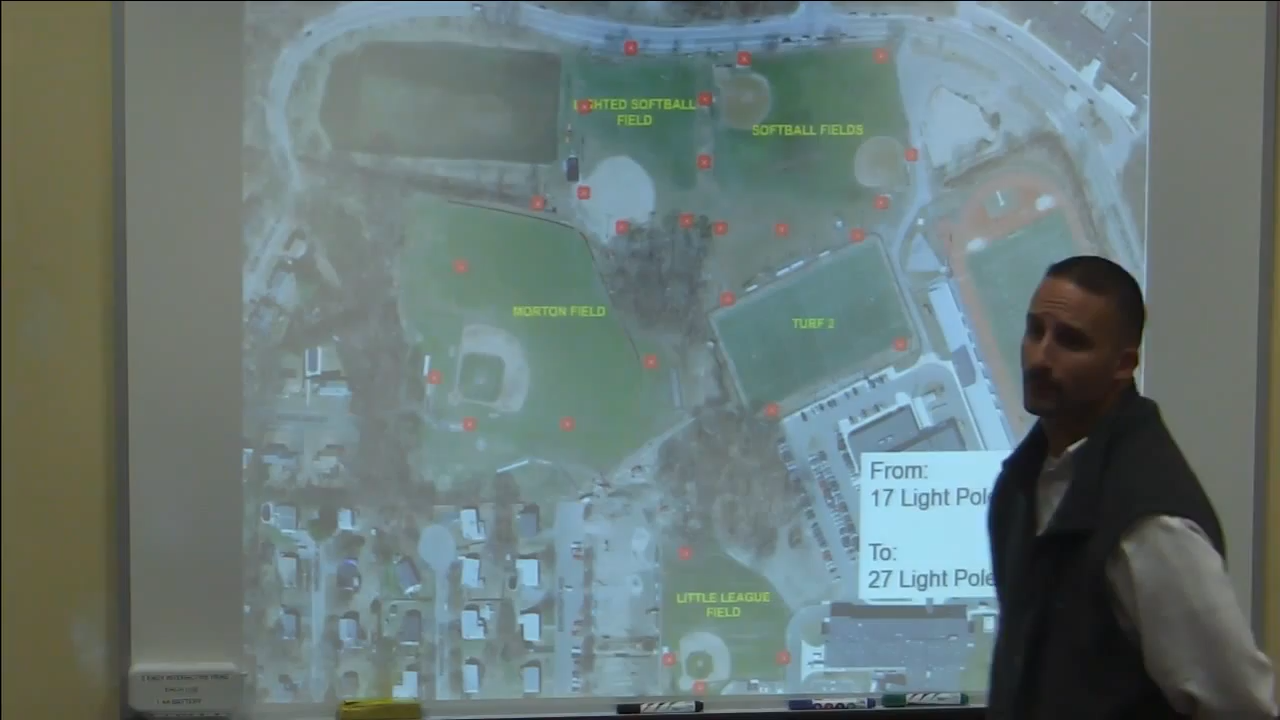 LIGHTED SOFTBALL
FIELD
SOFTBALL FIELDS
MORTON FIELD
TURF 2
From:
17 Light Pole
To:
27 Light Pole
LITTLE LEAGUE
FIELD